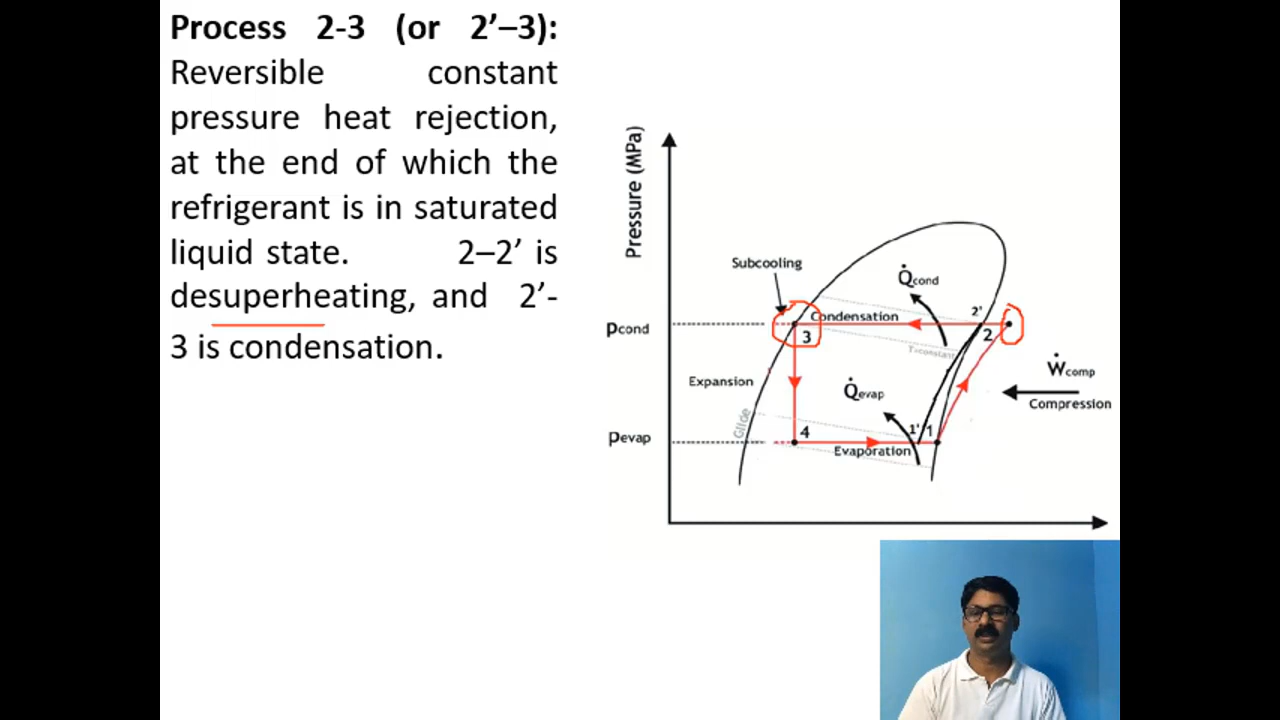 Process 2-3 (or 2’–3):
Reversible constant
pressure heat rejection,
at the end of which the
refrigerant is in saturated
liquid state. 2–2’ is
desuperheating, and 2’-
3 is condensation.
Pressure (MPa)
Subcooling
Q̇cond
Pcond
Condensation
2'
3
2
T=constant
Ẇcomp
Expansion
Q̇evap
Compression
Glide
Pevap
4
1'
1
Evaporation